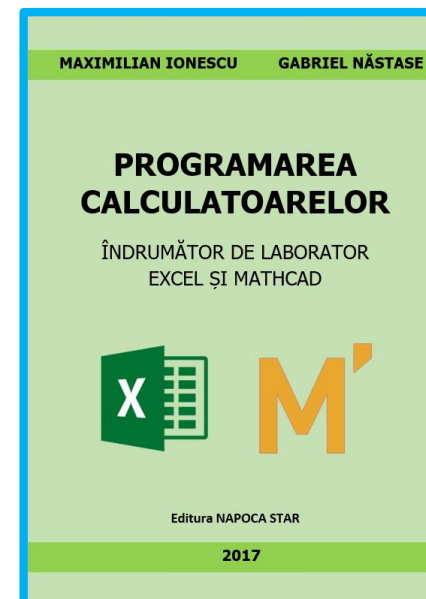 MAXIMILIAN IONESCU GABRIEL NĂSTASE
PROGRAMAREA
CALCULATOARELOR
ÎNDRUMĂTOR DE LABORATOR
EXCEL ȘI MATHCAD
X
M'
Editura NAPOCA STAR
2017